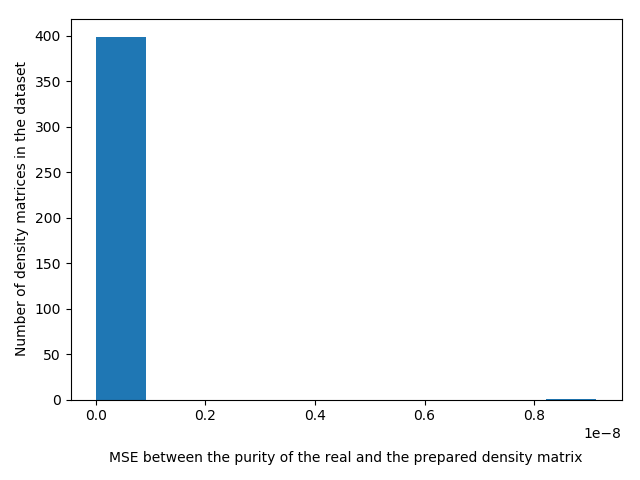 400
350
300
250
200
150
100
50
0
Number of density matrices in the dataset
0.0 0.2 0.4 0.6 0.8
1e−8
MSE between the purity of the real and the prepared density matrix